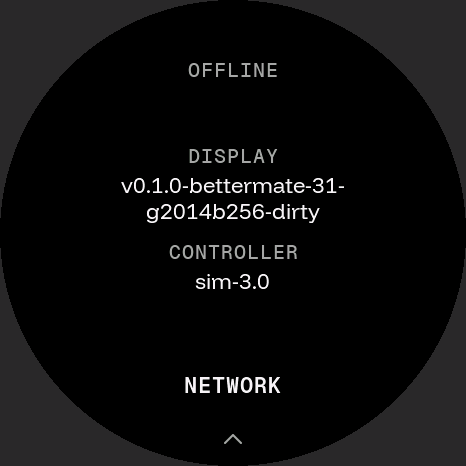 OFFLINE
DISPLAY
v0.1.0-bettermate-31-
g2014b256-dirty
CONTROLLER
sim-3.0
NETWORK